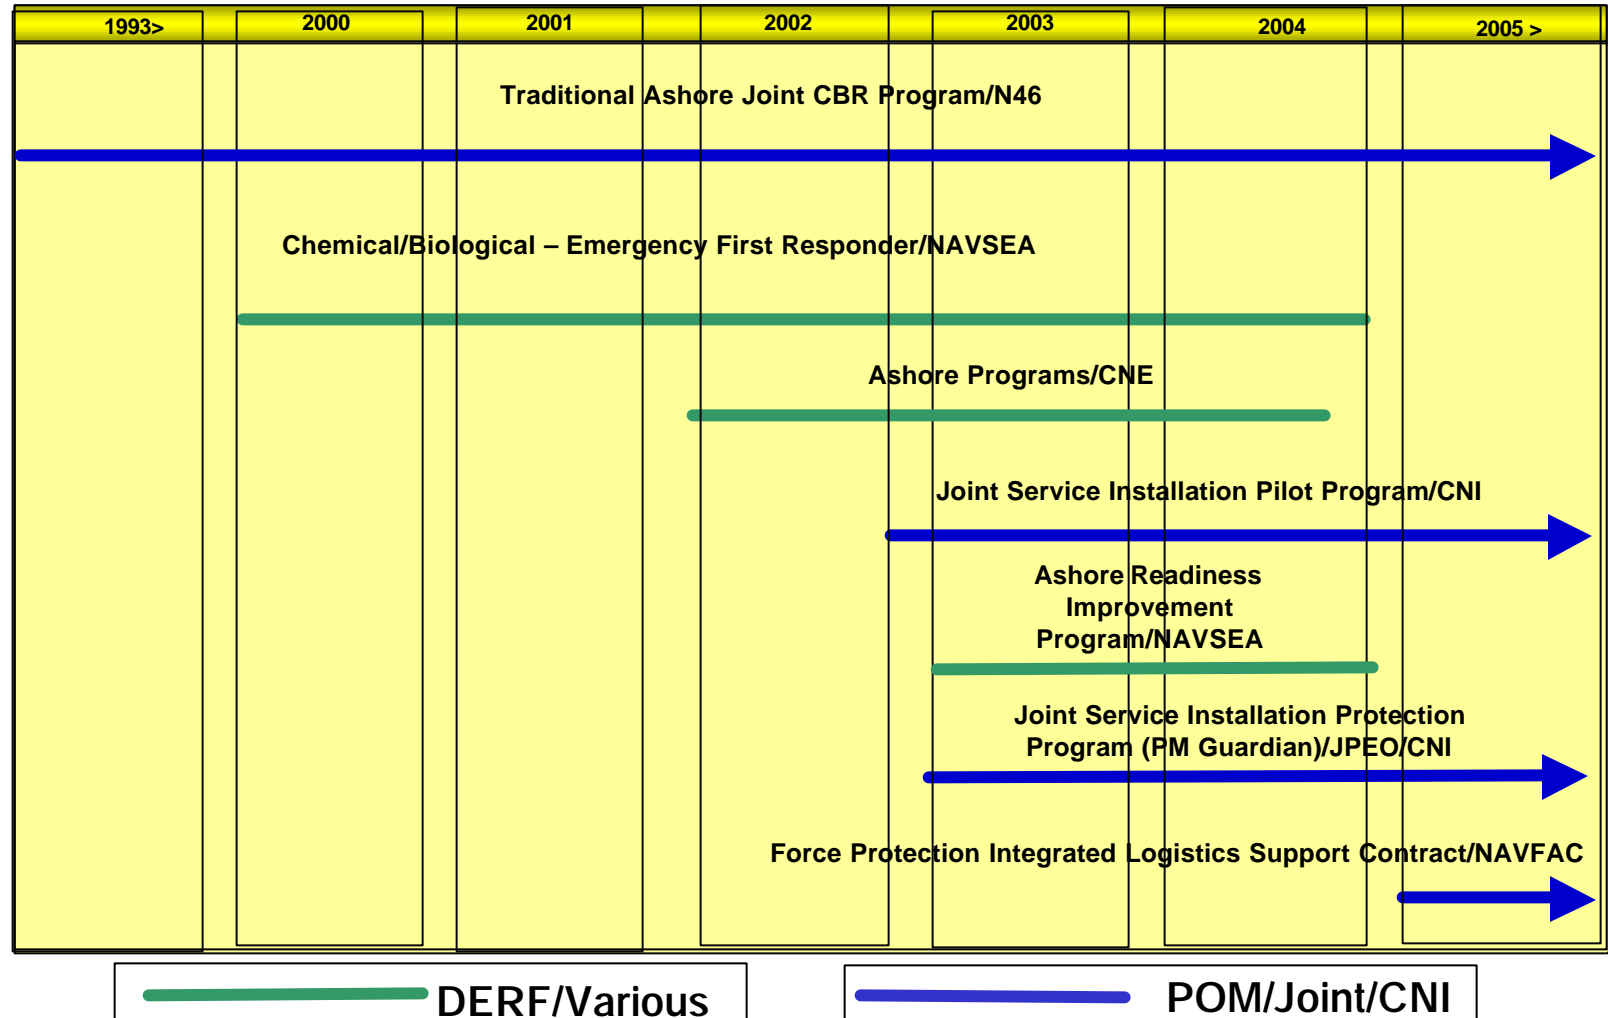 1993> 2000 2001 2002 2003 2004 2005 >
Traditional Ashore Joint CBR Program/N46
Chemical/Biological – Emergency First Responder/NAVSEA
Ashore Programs/CNE
Joint Service Installation Pilot Program/CNI
Ashore Readiness
Improvement
Program/NAVSEA
Joint Service Installation Protection
Program (PM Guardian)/JPEO/CNI
Force Protection Integrated Logistics Support Contract/NAVFAC
DERF/Various POM/Joint/CNI